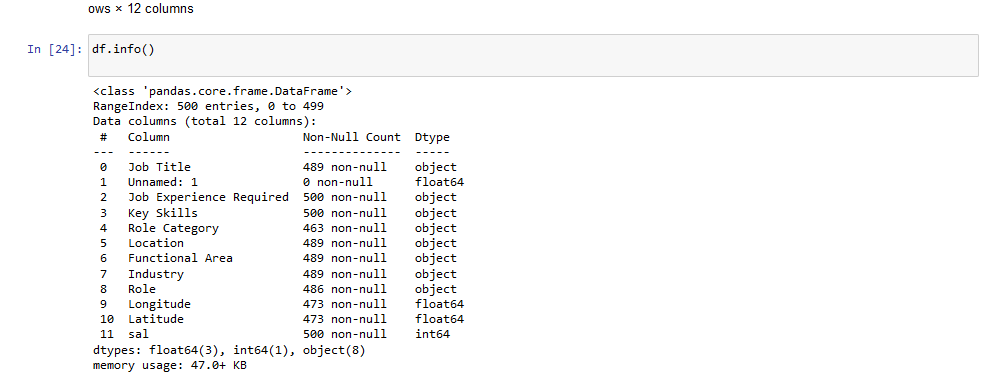 ows × 12 columns
In [24]: df.info()
<class 'pandas.core.frame.DataFrame'>
RangeIndex: 500 entries, 0 to 499
Data columns (total 12 columns):
 #   Column                   Non-Null Count  Dtype
---  ------                   --------------  -----
 0   Job Title                489 non-null    object
 1   Unnamed: 1               0 non-null      float64
 2   Job Experience Required  500 non-null    object
 3   Key Skills               500 non-null    object
 4   Role Category            463 non-null    object
 5   Location                 489 non-null    object
 6   Functional Area          489 non-null    object
 7   Industry                 489 non-null    object
 8   Role                     486 non-null    object
 9   Longitude                473 non-null    float64
 10  Latitude                 473 non-null    float64
 11  sal                      500 non-null    int64
dtypes: float64(3), int64(1), object(8)
memory usage: 47.0+ KB